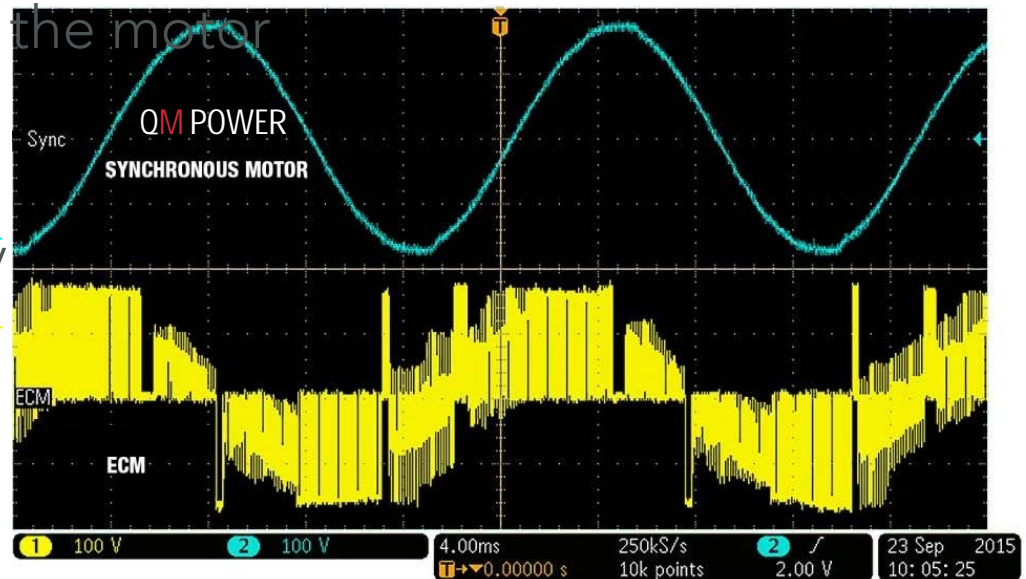 the motor
QM POWER
Sync
SYNCHRONOUS MOTOR
y
ECM
ECM
1 100 V
2 100 V
4.00ms
250kS/s
2
T→▼0.00000 s
10k points
2.00 V
23 Sep 2015
10:05:25
T